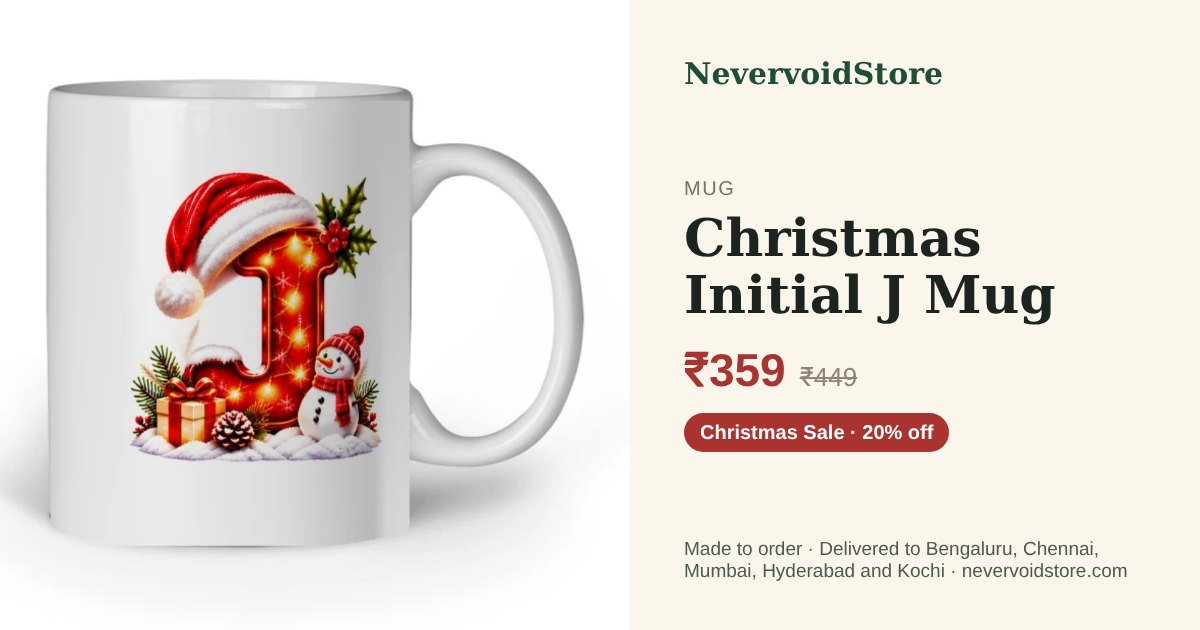 J
NevervoidStore
MUG
Christmas
Initial J Mug
₹359 ₹449
Christmas Sale · 20% off
Made to order · Delivered to Bengaluru, Chennai,
Mumbai, Hyderabad and Kochi · nevervoidstore.com